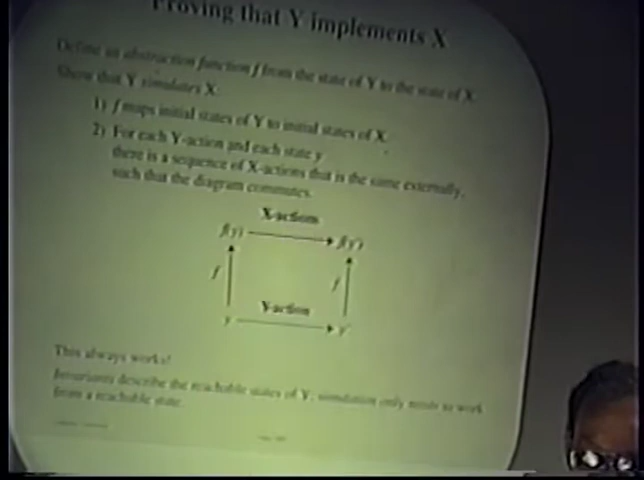 Proving that Y implements X
Define an abstraction function f from the state of Y to the state of X.
Show that Y simulates X:
1) f maps initial states of Y to initial states of X.
2) For each Y-action and each state y
there is a sequence of X-actions that is the same externally,
such that the diagram commutes.
X-actions
f(y) f(y')
f f
Y-action
y y'
This always works!
Invariants describe the reachable states of Y; simulation only needs to work
from a reachable state.